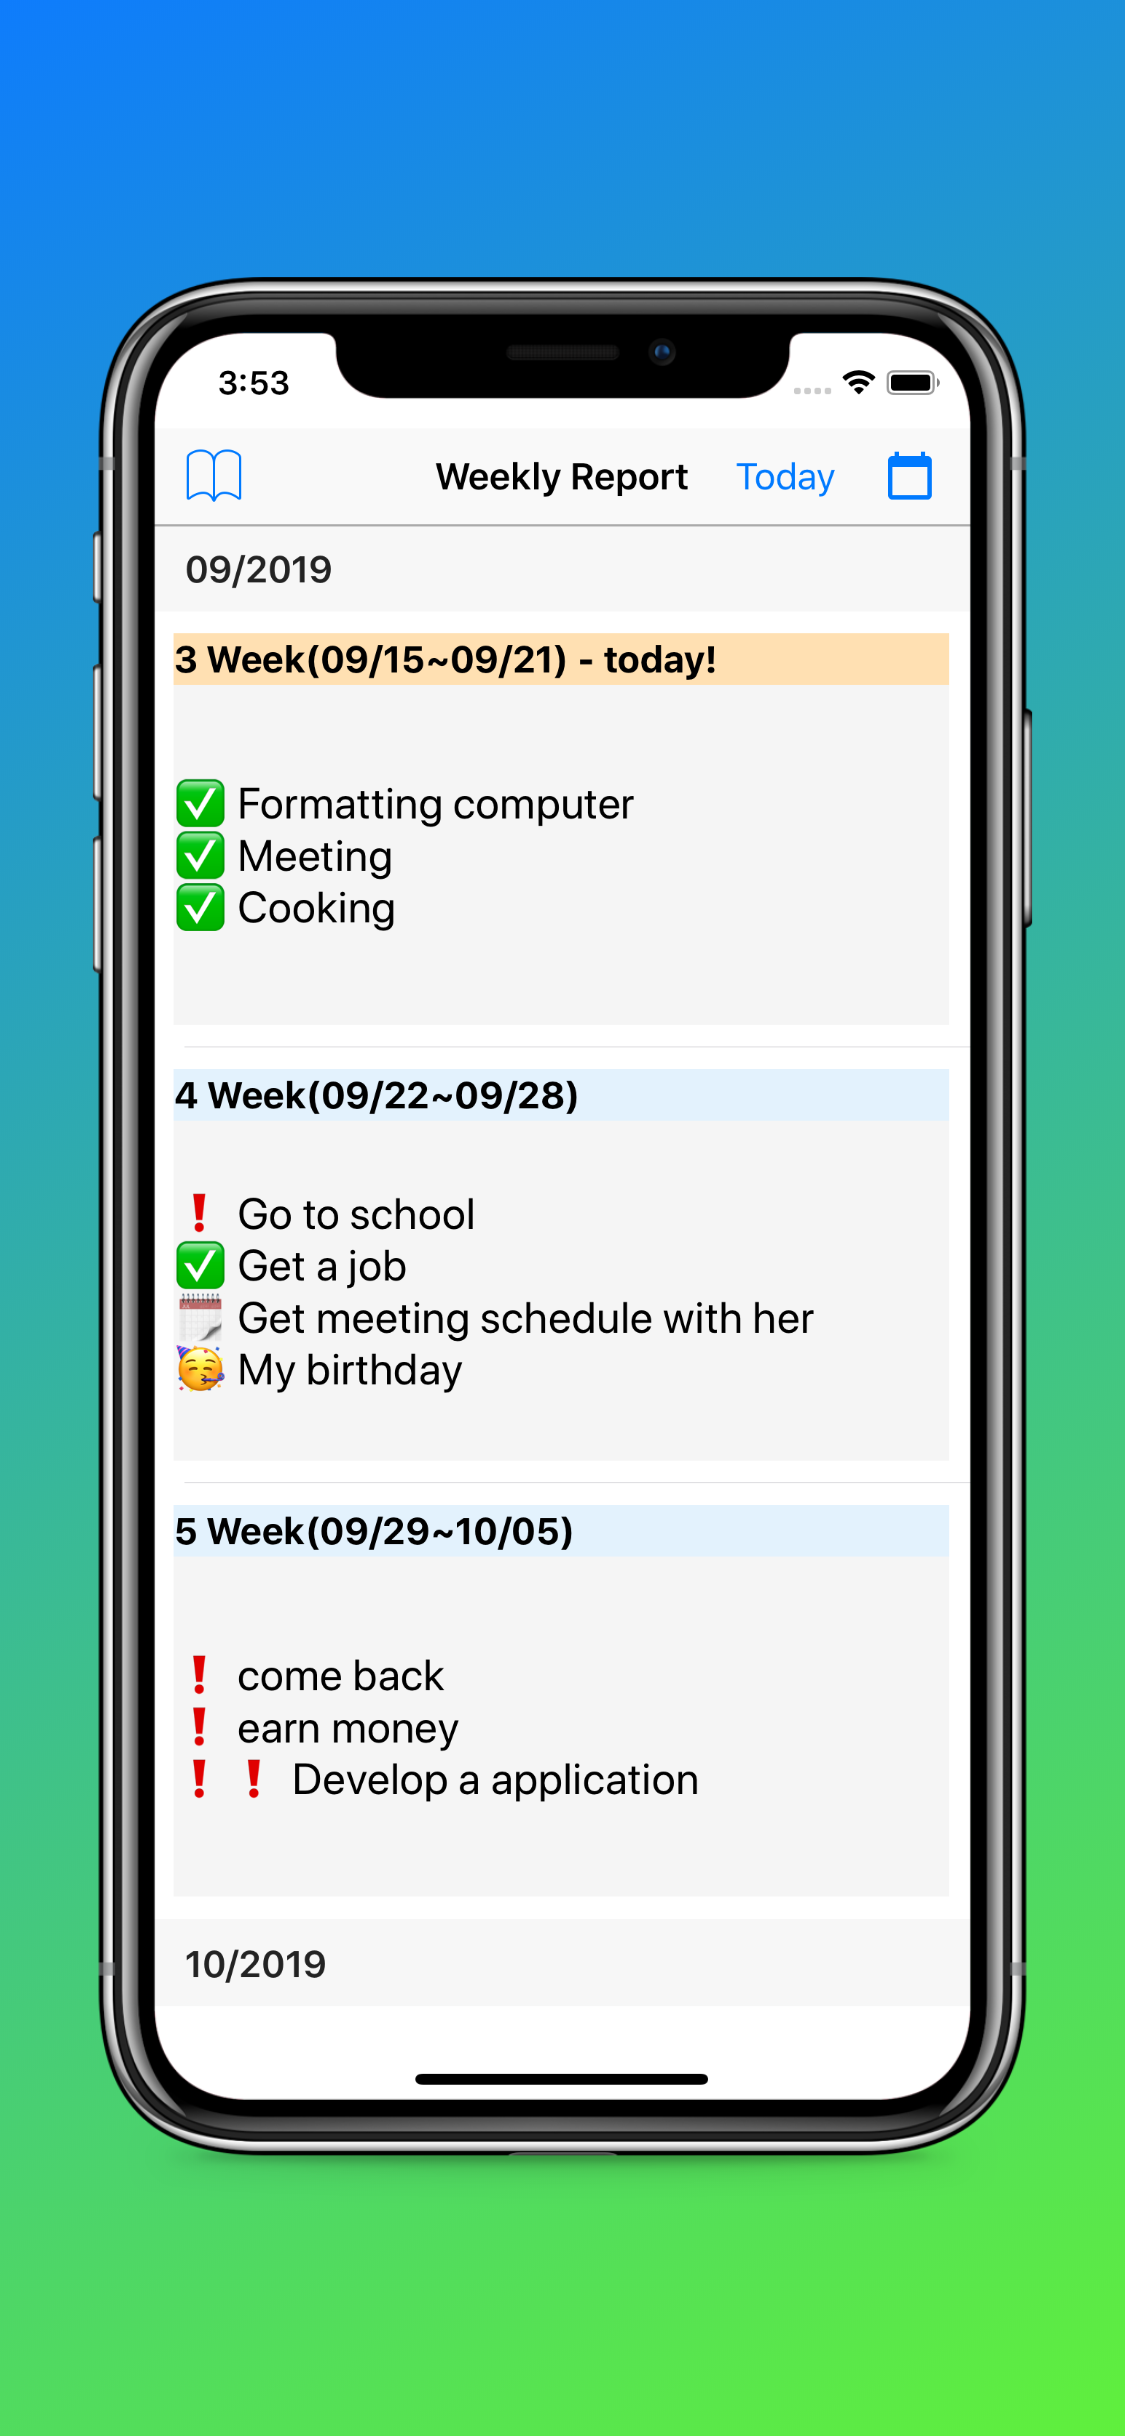 3:53
Weekly Report Today
09/2019
3 Week(09/15~09/21) - today!
✅ Formatting computer
✅ Meeting
✅ Cooking
4 Week(09/22~09/28)
❗ Go to school
✅ Get a job
🗓 Get meeting schedule with her
🥳 My birthday
5 Week(09/29~10/05)
❗ come back
❗ earn money
❗❗ Develop a application
10/2019